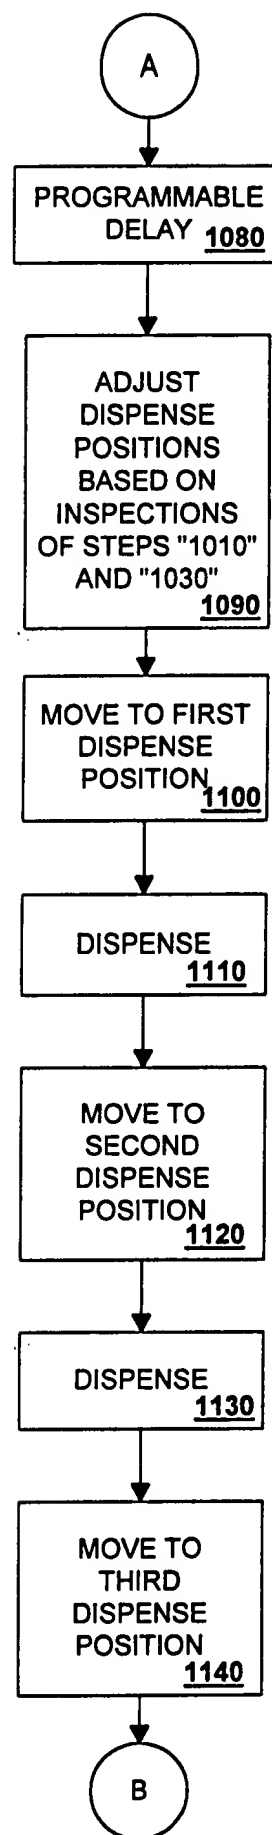 A
PROGRAMMABLE
DELAY 1080
ADJUST
DISPENSE
POSITIONS
BASED ON
INSPECTIONS
OF STEPS "1010"
AND "1030"
1090
MOVE TO FIRST
DISPENSE
POSITION
1100
DISPENSE
1110
MOVE TO
SECOND
DISPENSE
POSITION
1120
DISPENSE
1130
MOVE TO
THIRD
DISPENSE
POSITION
1140
B